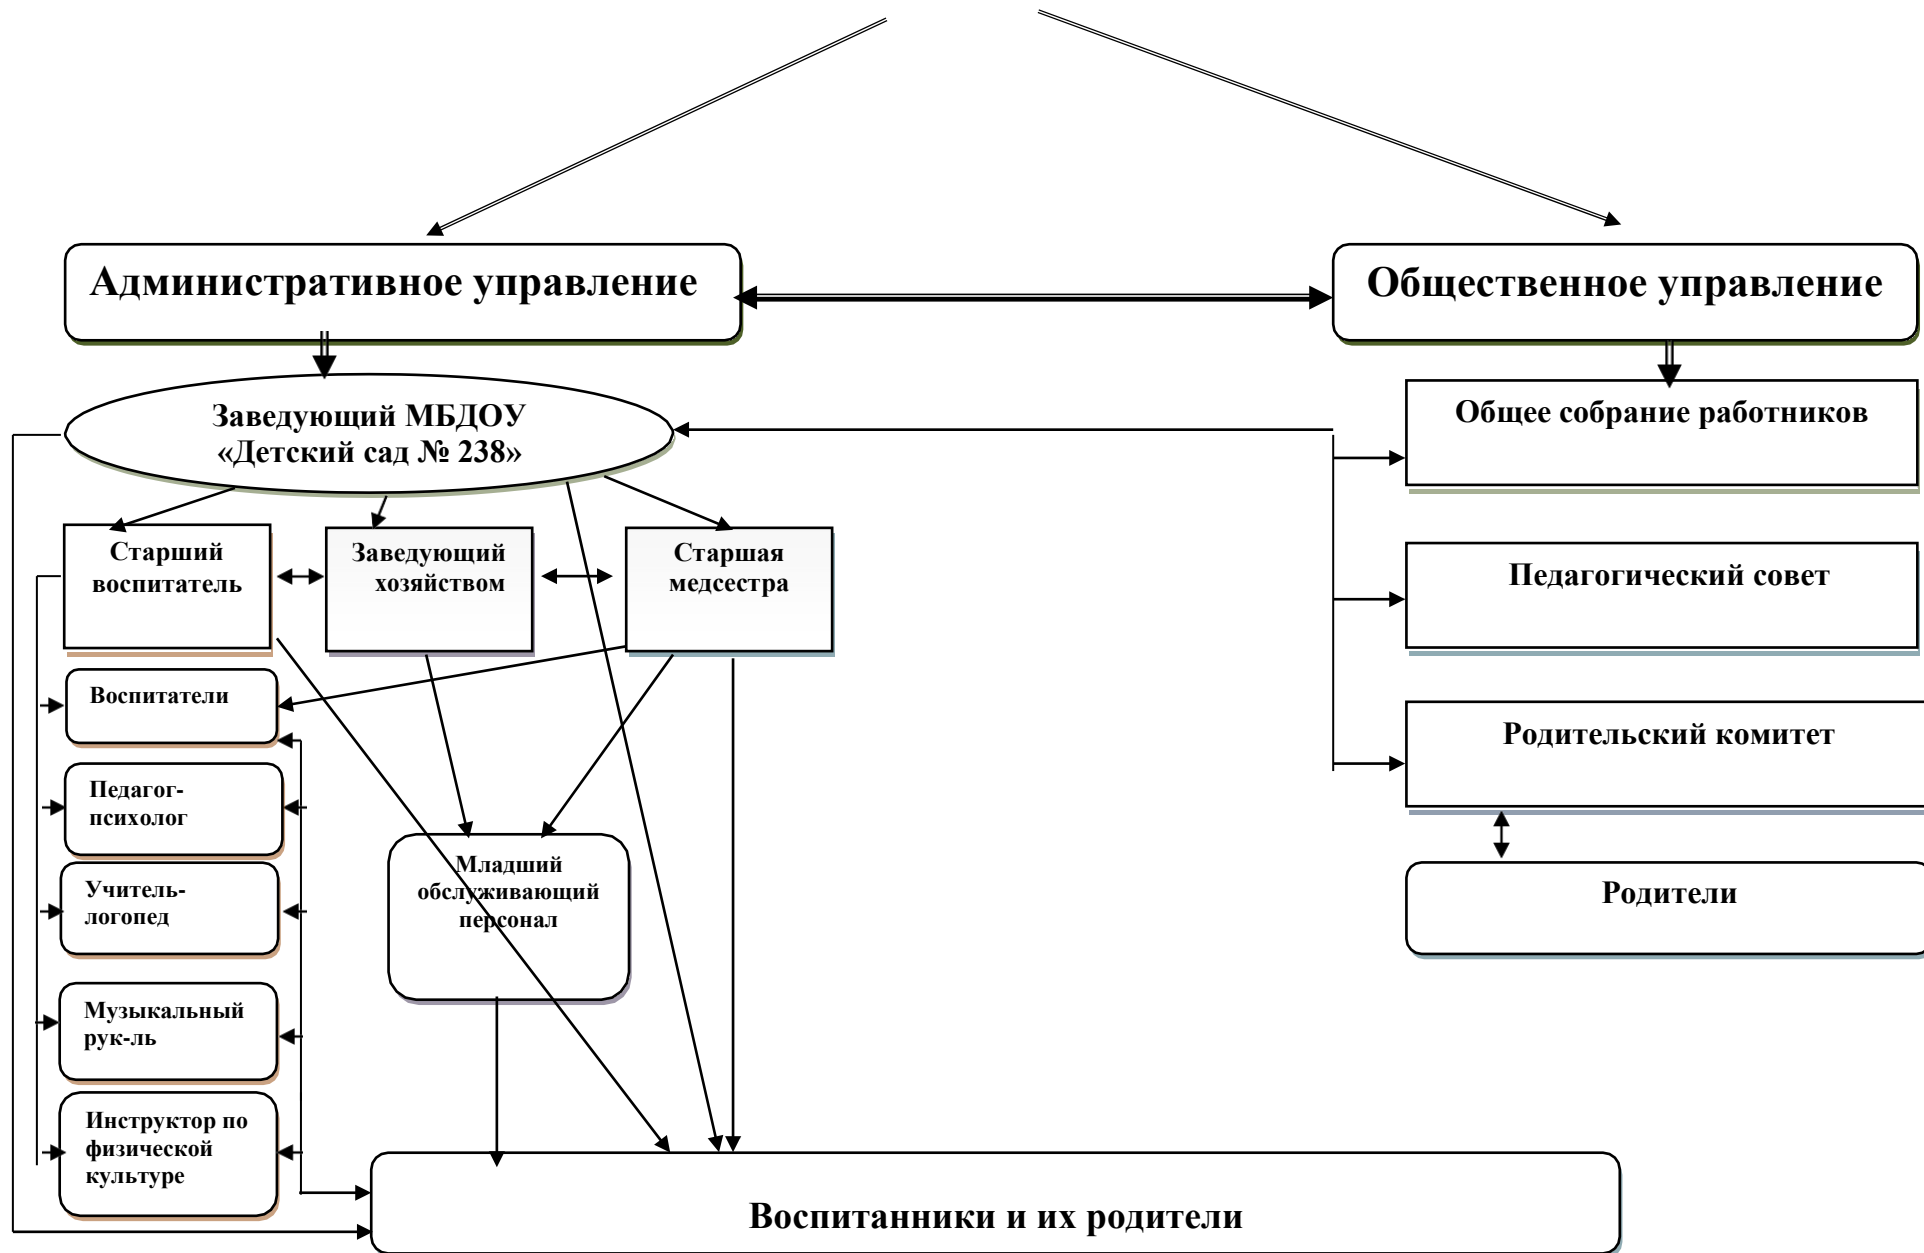 Административное управление
Общественное управление
Заведующий МБДОУ
«Детский сад № 238»
Общее собрание работников
Старший
воспитатель
Заведующий
хозяйством
Старшая
медсестра
Педагогический совет
Воспитатели
Родительский комитет
Педагог-
психолог
Младший
обслуживающий
персонал
Учитель-
логопед
Родители
Музыкальный
рук-ль
Инструктор по
физической
культуре
Воспитанники и их родители